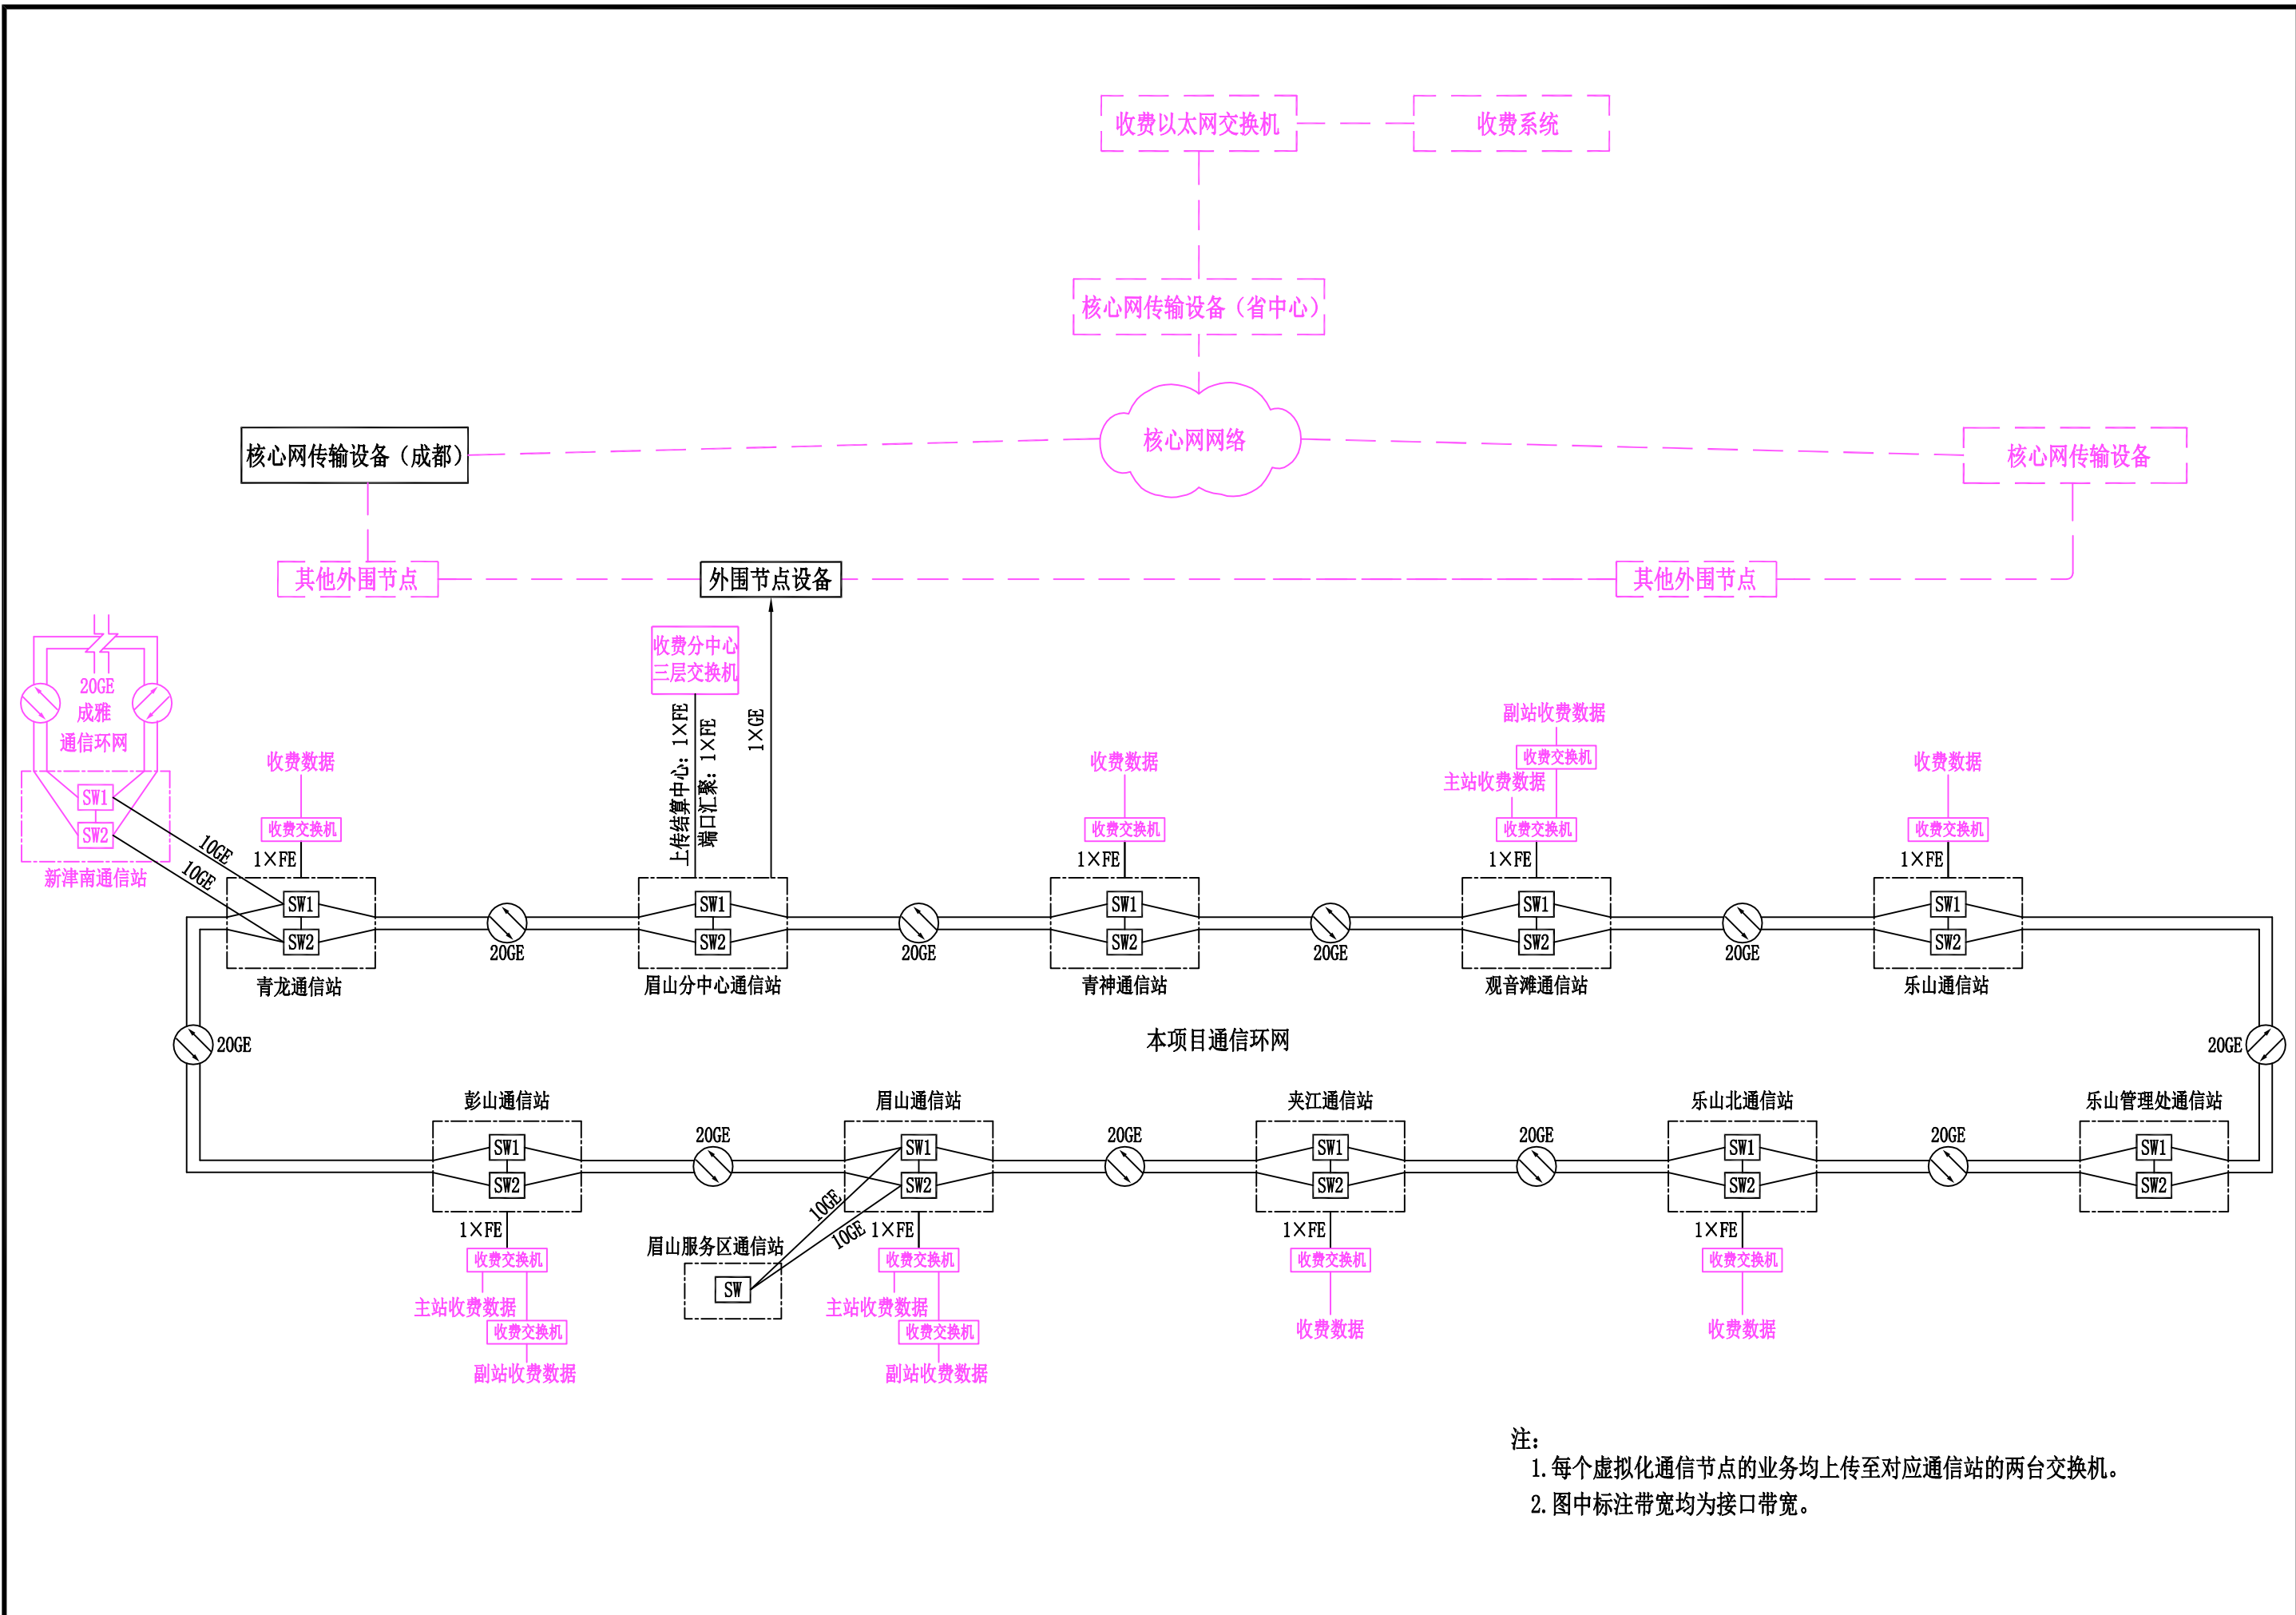 收费以太网交换机
收费系统
核心网传输设备（省中心）
核心网网络
核心网传输设备（成都）
核心网传输设备
其他外围节点
外围节点设备
其他外围节点
收费分中心
三层交换机
20GE
成雅
通信环网
SW1
SW2
新津南通信站
10GE
10GE
收费数据
收费交换机
1×FE
上传结算中心：1×FE
端口汇聚：1×FE
1×GE
收费数据
收费交换机
1×FE
副站收费数据
收费交换机
主站收费数据
收费交换机
1×FE
收费数据
收费交换机
1×FE
SW1
SW2
青龙通信站
20GE
SW1
SW2
眉山分中心通信站
20GE
SW1
SW2
青神通信站
20GE
SW1
SW2
观音滩通信站
20GE
SW1
SW2
乐山通信站
20GE
本项目通信环网
20GE
彭山通信站
SW1
SW2
1×FE
收费交换机
主站收费数据
收费交换机
副站收费数据
20GE
眉山通信站
SW1
SW2
10GE
10GE
眉山服务区通信站
SW
1×FE
收费交换机
主站收费数据
收费交换机
副站收费数据
20GE
夹江通信站
SW1
SW2
1×FE
收费交换机
收费数据
20GE
乐山北通信站
SW1
SW2
1×FE
收费交换机
收费数据
20GE
乐山管理处通信站
SW1
SW2
注：
1.每个虚拟化通信节点的业务均上传至对应通信站的两台交换机。
2.图中标注带宽均为接口带宽。